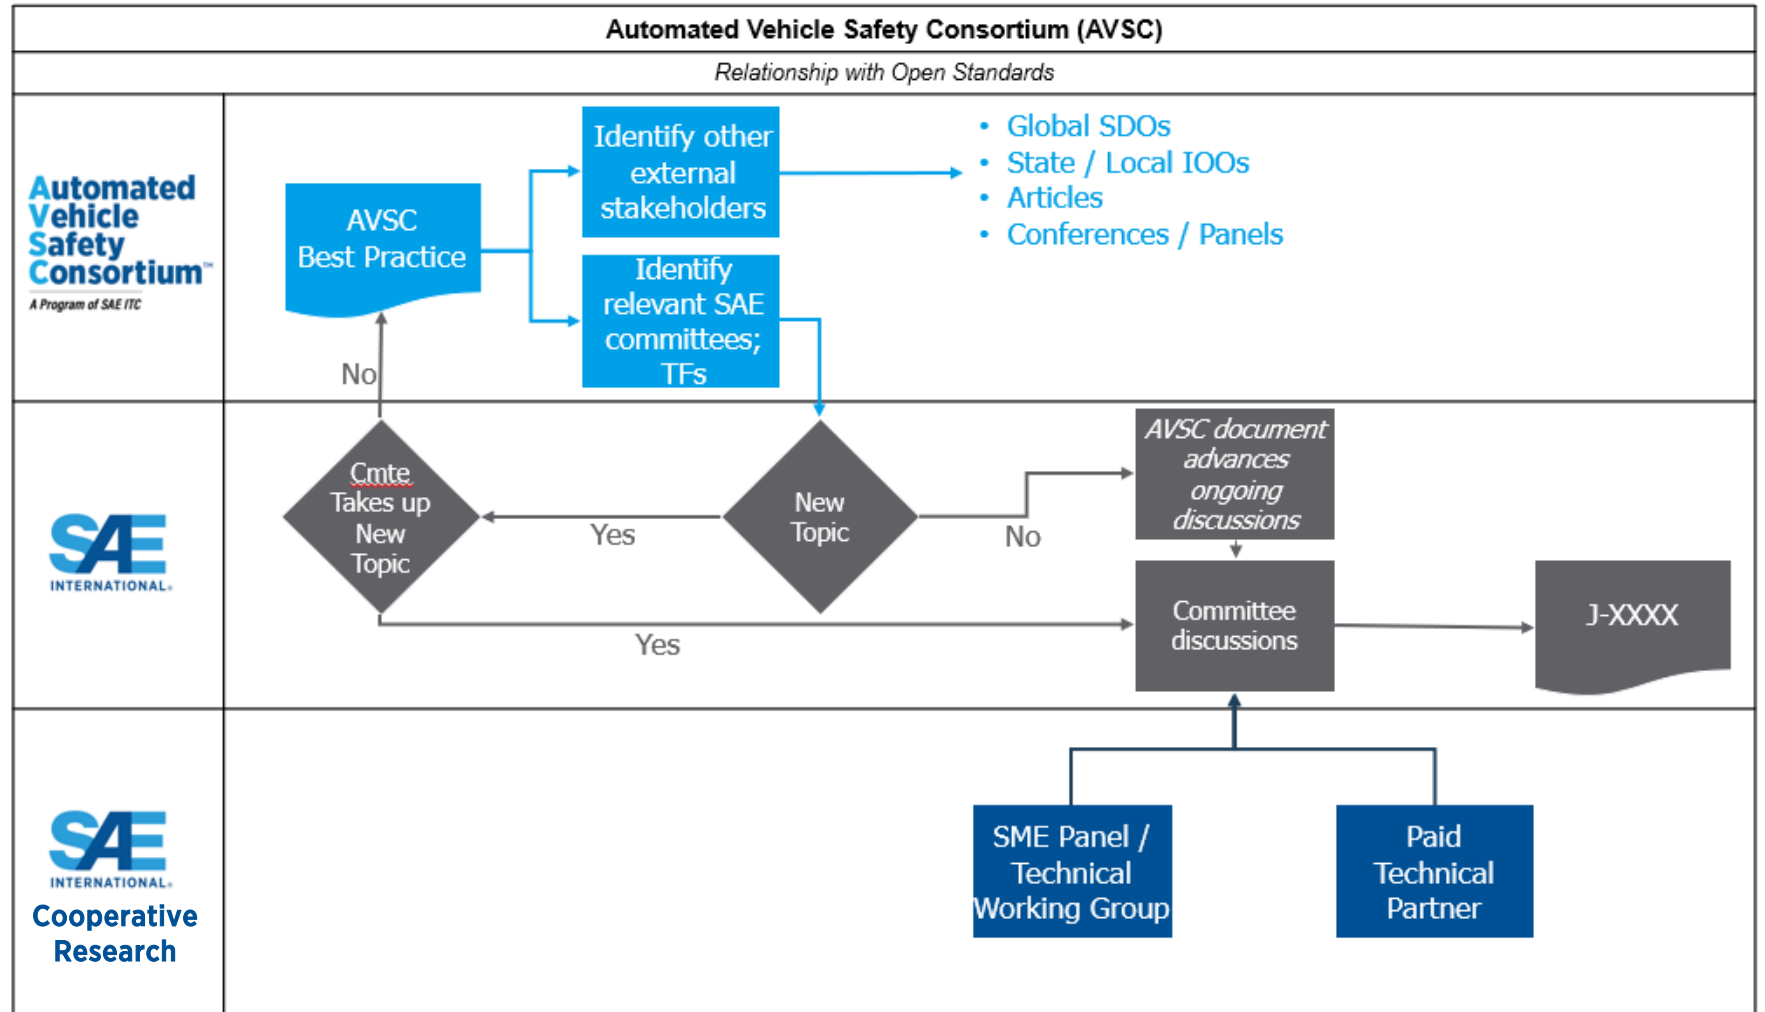 Automated Vehicle Safety Consortium (AVSC)
Relationship with Open Standards
Automated
Vehicle
Safety
Consortium™
A Program of SAE ITC
AVSC
Best Practice
Identify other
external
stakeholders
• Global SDOs
• State / Local IOOs
• Articles
• Conferences / Panels
Identify
relevant SAE
committees;
TFs
No
SAE
INTERNATIONAL®
Cmte
Takes up
New
Topic
Yes
New
Topic
No
AVSC document
advances
ongoing
discussions
Yes
Committee
discussions
J-XXXX
SAE
INTERNATIONAL®
Cooperative
Research
SME Panel /
Technical
Working Group
Paid
Technical
Partner